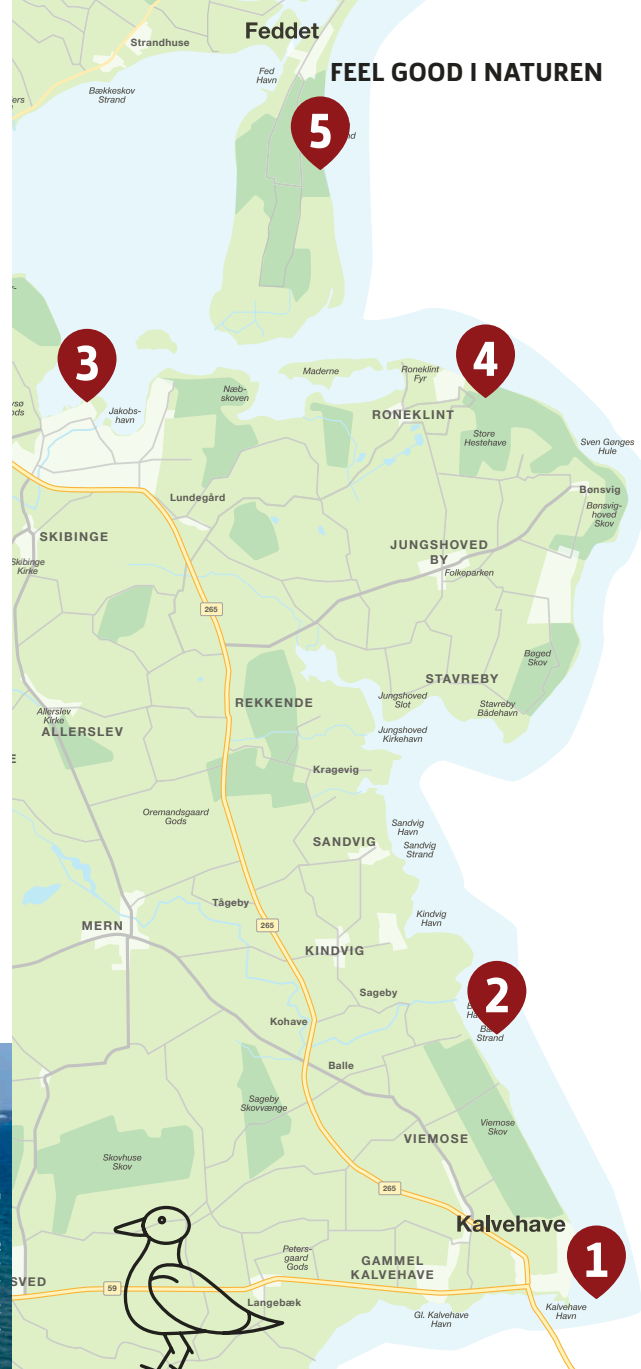 Feddet
Strandhuse
FEEL GOOD I NATUREN
Fed
Havn
Bækkeskov
Strand
5
3
4
Maderne
Roneklint
Fyr
Næb-
skoven
Jakobs-
havn
RONEKLINT
Store
Hestehave
Sven Gønges
Hule
Lundegård
Bønsvig
Bønsvig-
hoved
Skov
SKIBINGE
JUNGSHOVED
BY
Skibinge
Kirke
Folkeparken
265
Bøged
Skov
STAVREBY
Jungshoved
Slot
Stavreby
Bådehavn
REKKENDE
Allerslev
Kirke
ALLERSLEV
Jungshoved
Kirkehavn
Kragevig
Oremandsgaard
Gods
Sandvig
Havn
SANDVIG
Sandvig
Strand
Tågeby
Kindvig
Havn
MERN
265
KINDVIG
2
Sageby
Kohave
Strand
Balle
Sageby
Skovvænge
Viemose
Skov
VIEMOSE
Skovhuse
Skov
265
Kalvehave
1
Peters-
gaard
Gods
GAMMEL
KALVEHAVE
59
Langebæk
Gl. Kalvehave
Havn
Kalvehave
Havn